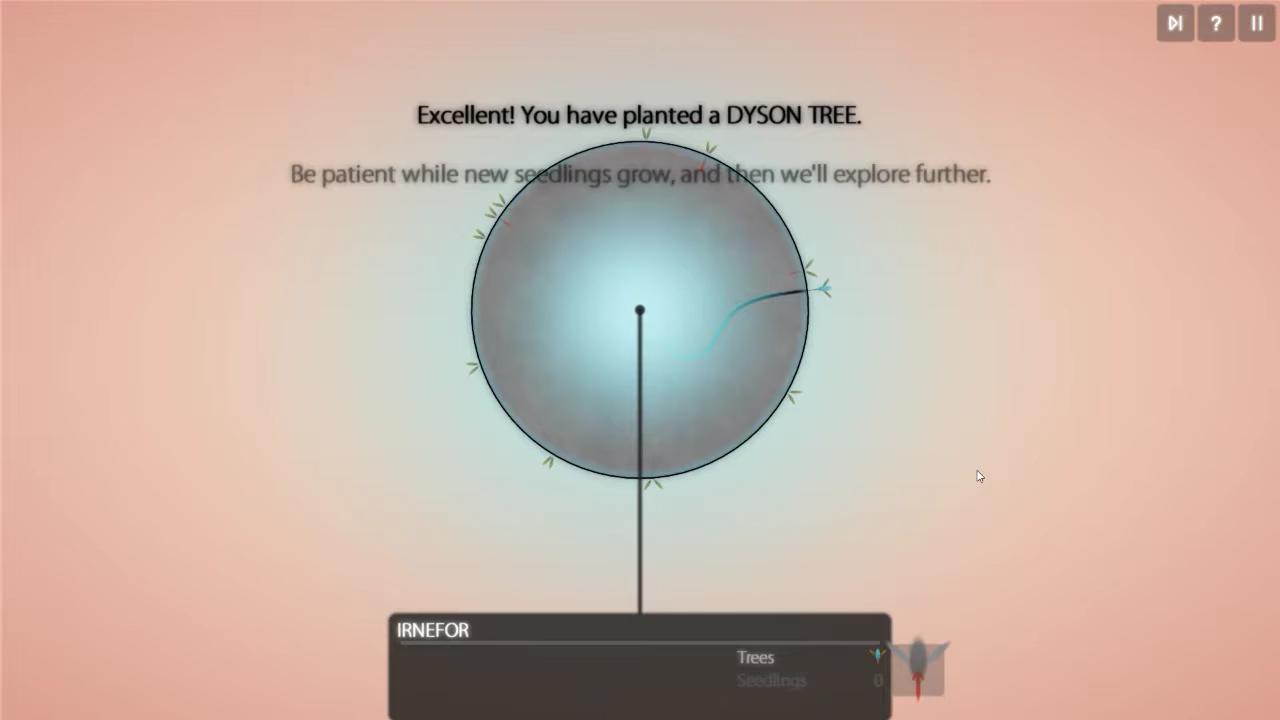 ?
Excellent! You have planted a DYSON TREE.
Be patient while new seedlings grow, and then we'll explore further.
IRNEFOR
Trees
Seedlings 0